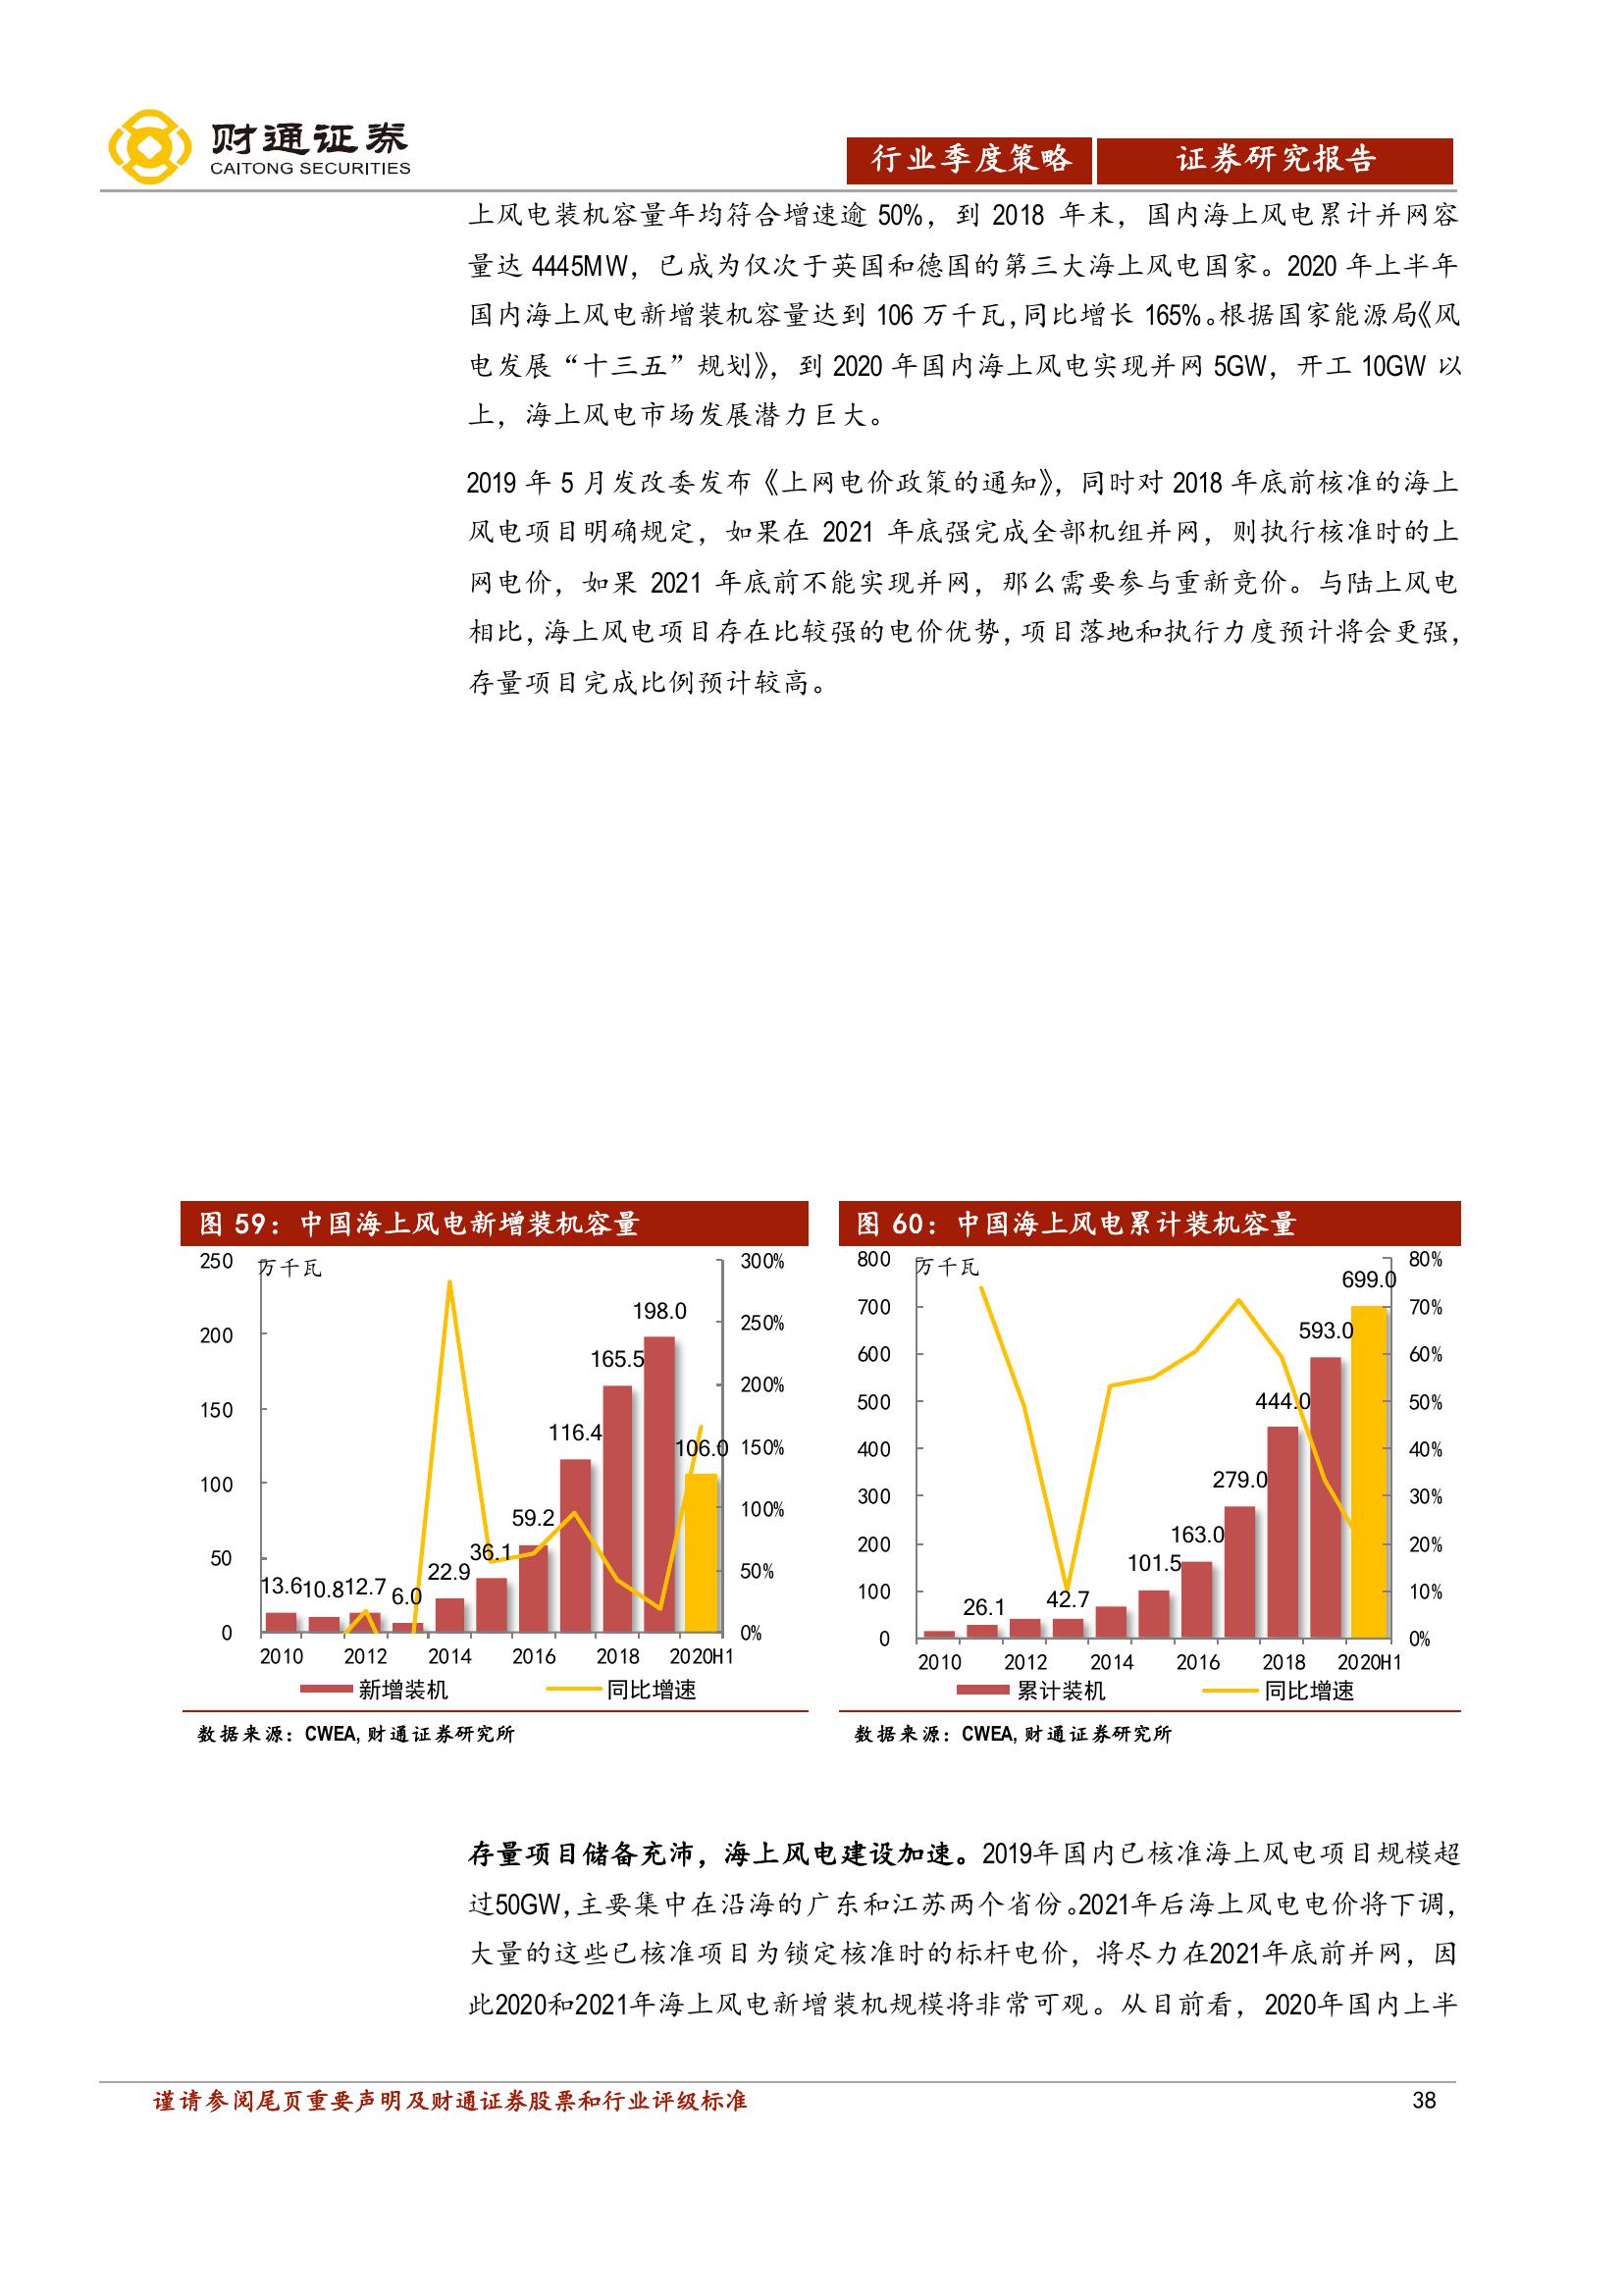 财通证券
CAITONG SECURITIES
行业季度策略
证券研究报告
上风电装机容量年均符合增速逾 50%，到 2018 年末，国内海上风电累计并网容
量达 4445MW，已成为仅次于英国和德国的第三大海上风电国家。2020 年上半年
国内海上风电新增装机容量达到 106 万千瓦，同比增长 165%。根据国家能源局《风
电发展“十三五”规划》，到 2020 年国内海上风电实现并网 5GW，开工 10GW 以
上，海上风电市场发展潜力巨大。
2019 年 5 月发改委发布《上网电价政策的通知》，同时对 2018 年底前核准的海上
风电项目明确规定，如果在 2021 年底强完成全部机组并网，则执行核准时的上
网电价，如果 2021 年底前不能实现并网，那么需要参与重新竞价。与陆上风电
相比，海上风电项目存在比较强的电价优势，项目落地和执行力度预计将会更强，
存量项目完成比例预计较高。
图 59：中国海上风电新增装机容量
万千瓦
250
200
150
100
50
0
300%
250%
200%
150%
100%
50%
0%
13.6
10.8
12.7
6.0
22.9
36.1
59.2
116.4
165.5
198.0
106.0
2010 2012 2014 2016 2018 2020H1
新增装机 同比增速
数据来源：CWEA, 财通证券研究所
图 60：中国海上风电累计装机容量
万千瓦
800
700
600
500
400
300
200
100
0
80%
70%
60%
50%
40%
30%
20%
10%
0%
26.1
42.7
101.5
163.0
279.0
444.0
593.0
699.0
2010 2012 2014 2016 2018 2020H1
累计装机 同比增速
数据来源：CWEA, 财通证券研究所
存量项目储备充沛，海上风电建设加速。2019年国内已核准海上风电项目规模超
过50GW，主要集中在沿海的广东和江苏两个省份。2021年后海上风电电价将下调，
大量的这些已核准项目为锁定核准时的标杆电价，将尽力在2021年底前并网，因
此2020和2021年海上风电新增装机规模将非常可观。从目前看，2020年国内上半
谨请参阅尾页重要声明及财通证券股票和行业评级标准
38